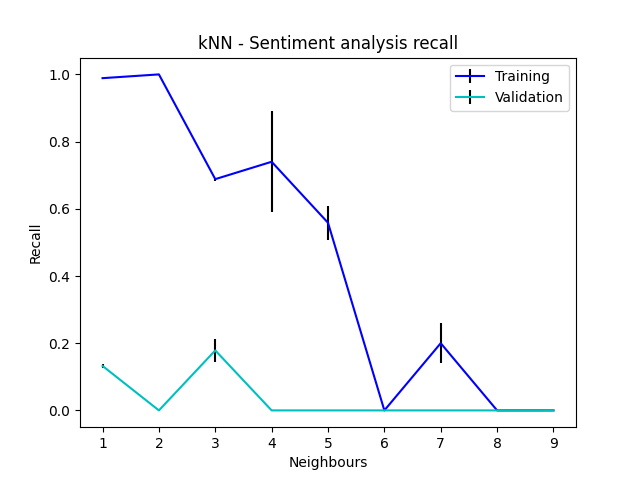 kNN - Sentiment analysis recall
Training
Validation
1.0
0.8
0.6
0.4
0.2
0.0
Recall
1 2 3 4 5 6 7 8 9
Neighbours